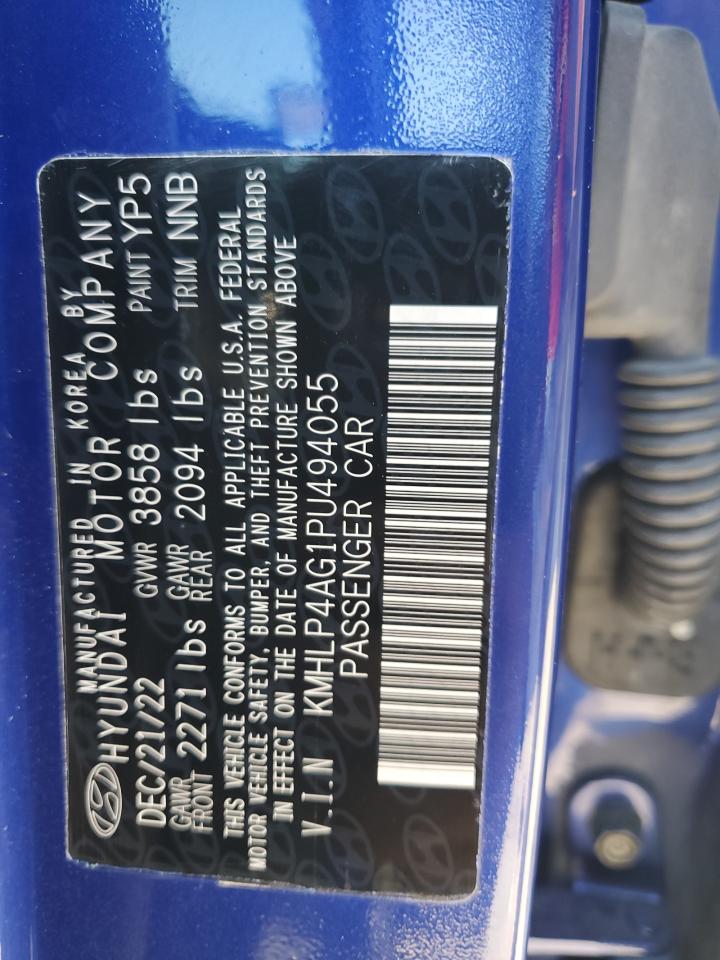 MANUFACTURED IN KOREA BY
HYUNDAI MOTOR COMPANY
DEC/21/22 GVWR 3858 lbs PAINT YP5
GAWR FRONT 2271 lbs GAWR REAR 2094 lbs TRIM NNB
THIS VEHICLE CONFORMS TO ALL APPLICABLE U.S.A. FEDERAL
MOTOR VEHICLE SAFETY, BUMPER, AND THEFT PREVENTION STANDARDS
IN EFFECT ON THE DATE OF MANUFACTURE SHOWN ABOVE
V.I.N KMHLP4AG1PU494055
PASSENGER CAR